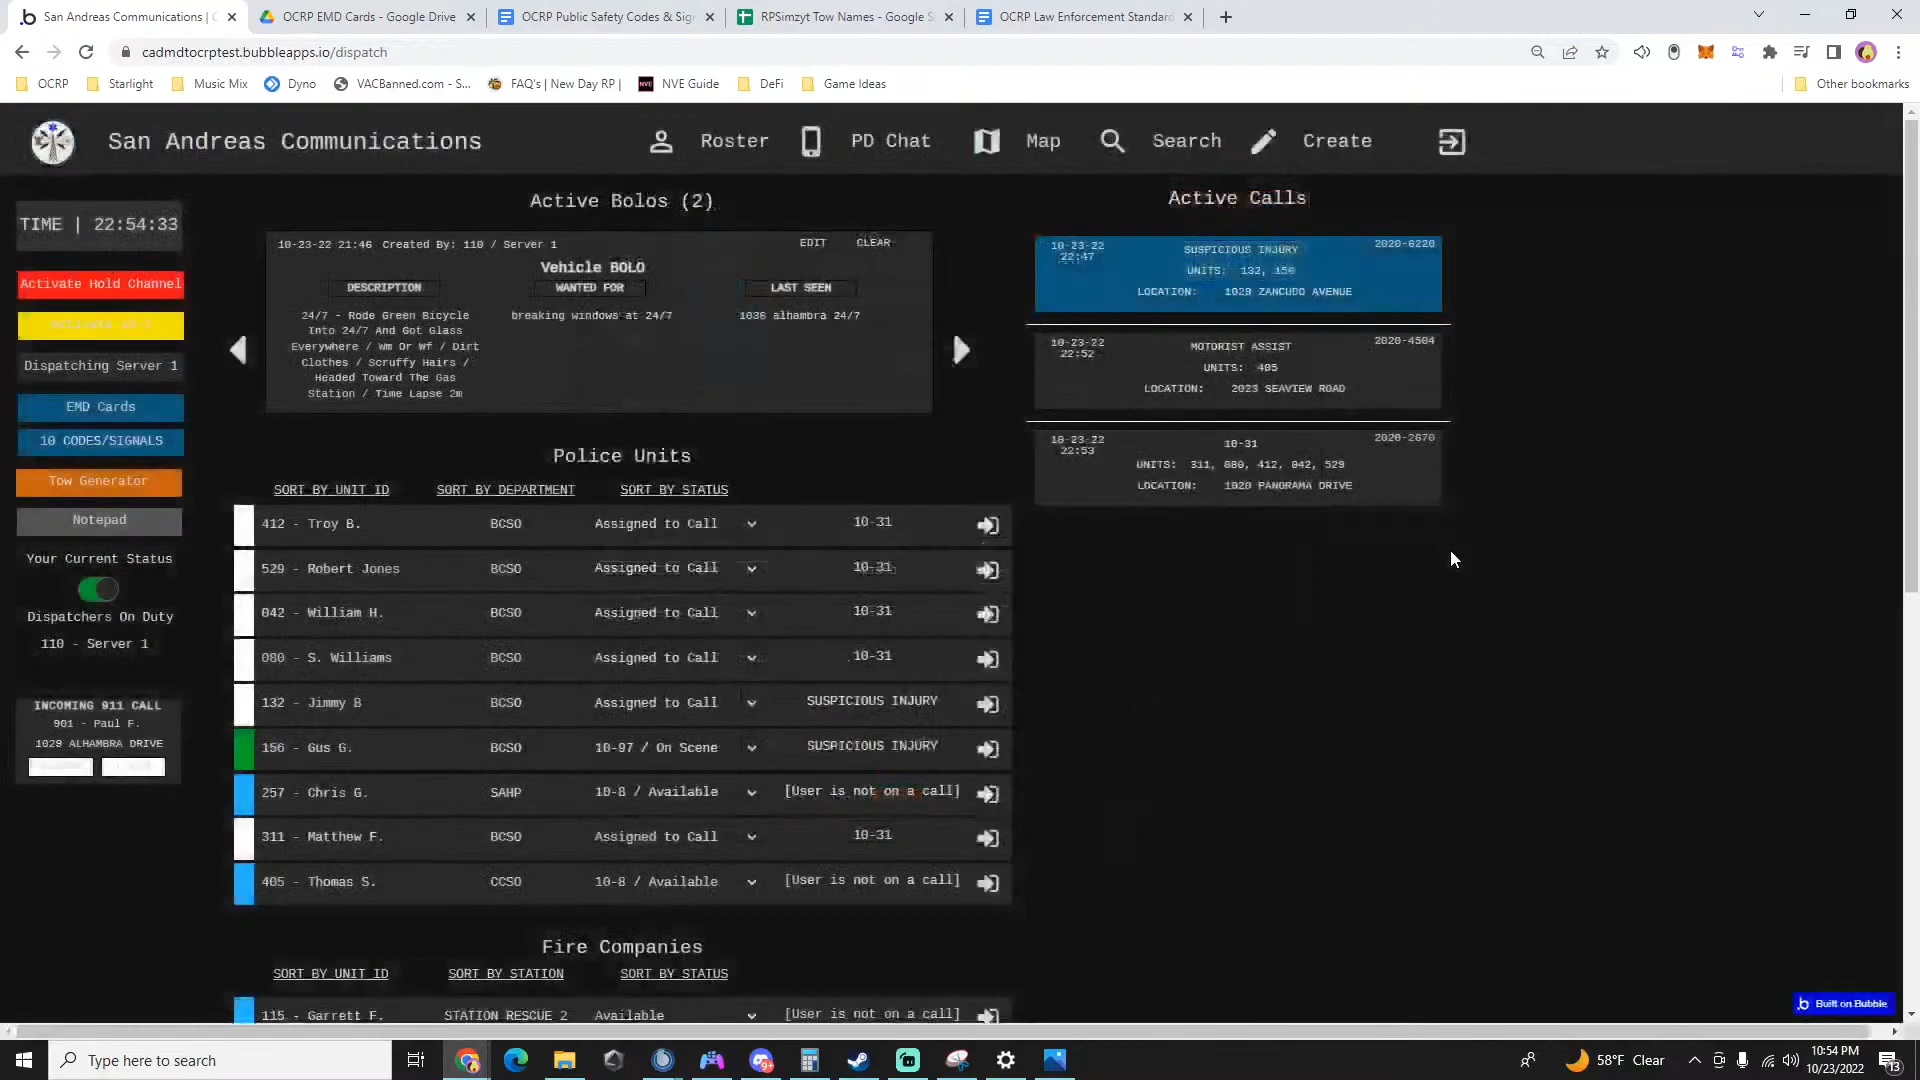 San Andreas Communications | C
OCRP EMD Cards - Google Drive
OCRP Public Safety Codes & Sig
RPSimzyt Tow Names - Google S
OCRP Law Enforcement Standard
cadmdtocrptest.bubbleapps.io/dispatch
OCRP
Starlight
Music Mix
Dyno
VACBanned.com - S...
FAQ's | New Day RP |
NVE Guide
DeFi
Game Ideas
Other bookmarks
San Andreas Communications
Roster
PD Chat
Map
Search
Create
TIME | 22:54:33
Activate Hold Channel
Dispatching Server 1
EMD Cards
10 CODES/SIGNALS
Tow Generator
Notepad
Your Current Status
Dispatchers On Duty
110 - Server 1
INCOMING 911 CALL
901 - Paul F.
1029 ALHAMBRA DRIVE
Active Bolos (2)
10-23-22 21:46 Created By: 110 / Server 1
EDIT
CLEAR
Vehicle BOLO
DESCRIPTION
WANTED FOR
LAST SEEN
24/7 - Rode Green Bicycle
Into 24/7 And Got Glass
Everywhere / Wm Or Wf / Dirt
Clothes / Scruffy Hairs /
Headed Toward The Gas
Station / Time Lapse 2m
breaking windows at 24/7
1036 alhambra 24/7
Police Units
SORT BY UNIT ID
SORT BY DEPARTMENT
SORT BY STATUS
412 - Troy B. BCSO Assigned to Call 10-31
529 - Robert Jones BCSO Assigned to Call 10-31
042 - William H. BCSO Assigned to Call 10-31
080 - S. Williams BCSO Assigned to Call 10-31
132 - Jimmy B BCSO Assigned to Call SUSPICIOUS INJURY
156 - Gus G. BCSO 10-97 / On Scene SUSPICIOUS INJURY
257 - Chris G. SAHP 10-8 / Available [User is not on a call]
311 - Matthew F. BCSO Assigned to Call 10-31
405 - Thomas S. CCSO 10-8 / Available [User is not on a call]
Fire Companies
SORT BY UNIT ID
SORT BY STATION
SORT BY STATUS
115 - Garrett F. STATION RESCUE 2 Available [User is not on a call]
Active Calls
10-23-22
22:47
SUSPICIOUS INJURY
2020-6220
UNITS: 132, 156
LOCATION: 1029 ZANCUDO AVENUE
10-23-22
22:52
MOTORIST ASSIST
2020-4504
UNITS: 405
LOCATION: 2023 SEAVIEW ROAD
10-23-22
22:53
10-31
2020-2670
UNITS: 311, 080, 412, 042, 529
LOCATION: 1020 PANORAMA DRIVE
Built on Bubble
Type here to search
9+
58°F Clear
10:54 PM
10/23/2022
13